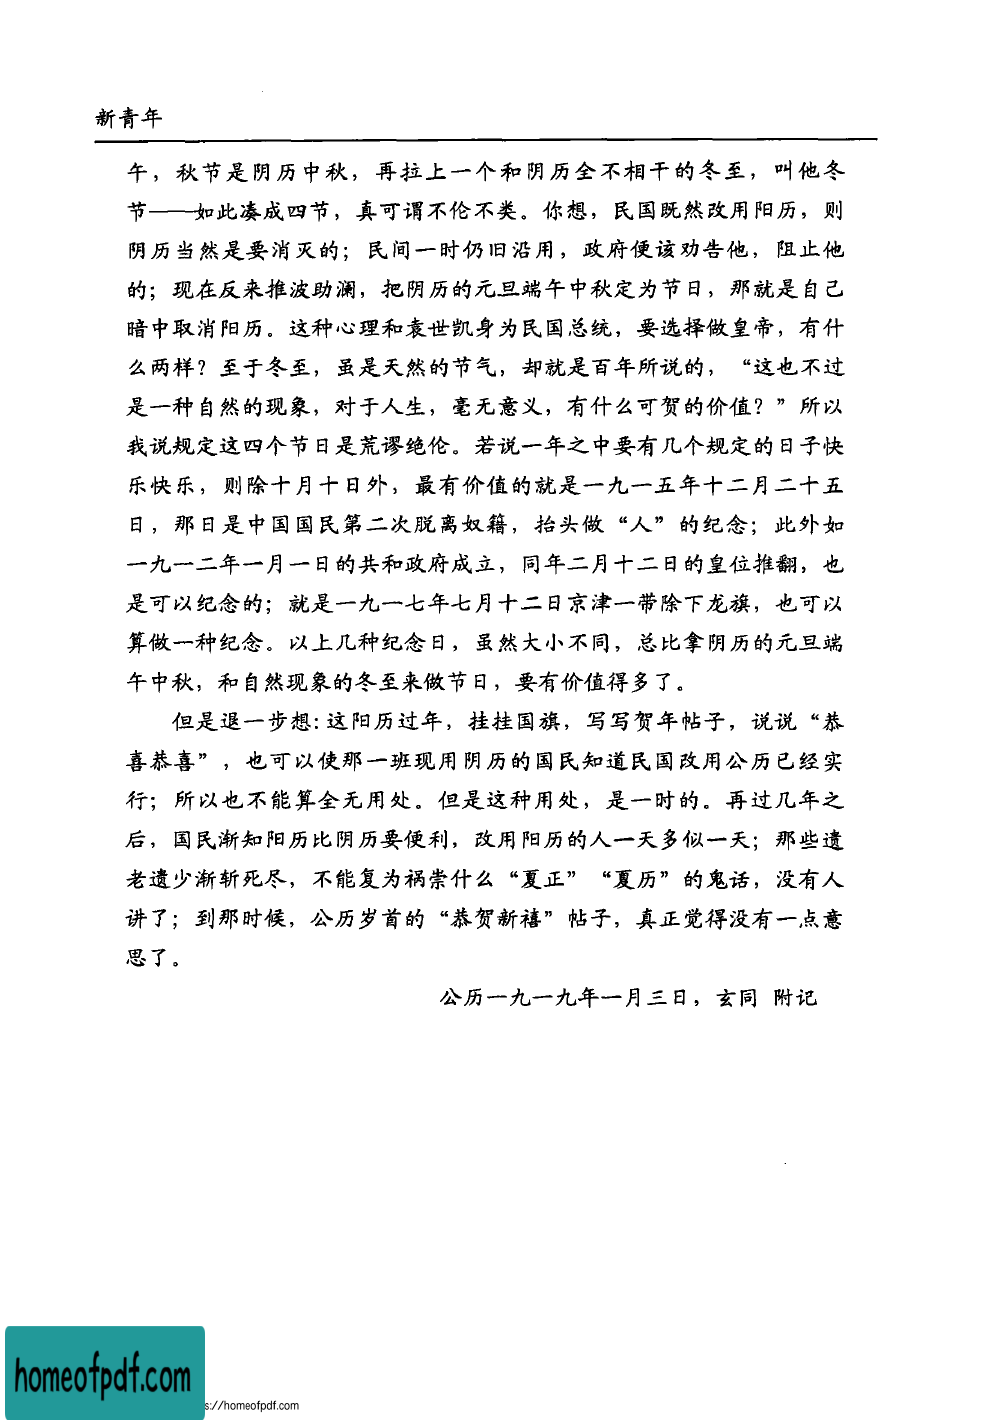 新青年
午，秋节是阴历中秋，再拉上一个和阴历全不相干的冬至，叫他冬
节——如此凑成四节，真可谓不伦不类。你想，民国既然改用阳历，则
阴历当然是要消灭的；民间一时仍旧沿用，政府便该劝告他，阻止他
的；现在反来推波助澜，把阴历的元旦端午中秋定为节日，那就是自己
暗中取消阳历。这种心理和袁世凯身为民国总统，要选择做皇帝，有什
么两样？至于冬至，虽是天然的节气，却就是百年所说的，“这也不过
是一种自然的现象，对于人生，毫无意义，有什么可贺的价值？”所以
我说规定这四个节日是荒谬绝伦。若说一年之中要有几个规定的日子快
乐快乐，则除十月十日外，最有价值的就是一九一五年十二月二十五
日，那日是中国国民第二次脱离奴籍，抬头做“人”的纪念；此外如
一九一二年一月一日的共和政府成立，同年二月十二日的皇位推翻，也
是可以纪念的；就是一九一七年七月十二日京津一带除下龙旗，也可以
算做一种纪念。以上几种纪念日，虽然大小不同，总比拿阴历的元旦端
午中秋，和自然现象的冬至来做节日，要有价值得多了。
但是退一步想：这阳历过年，挂挂国旗，写写贺年帖子，说说“恭
喜恭喜”，也可以使那一班现用阴历的国民知道民国改用公历已经实
行；所以也不能算全无用处。但是这种用处，是一时的。再过几年之
后，国民渐知阳历比阴历要便利，改用阳历的人一天多似一天；那些遗
老遗少渐斩死尽，不能复为祸祟什么“夏正”“夏历”的鬼话，没有人
讲了；到那时候，公历岁首的“恭贺新禧”帖子，真正觉得没有一点意
思了。
公历一九一九年一月三日，玄同 附记
homeofpdf.com
s://homeofpdf.com